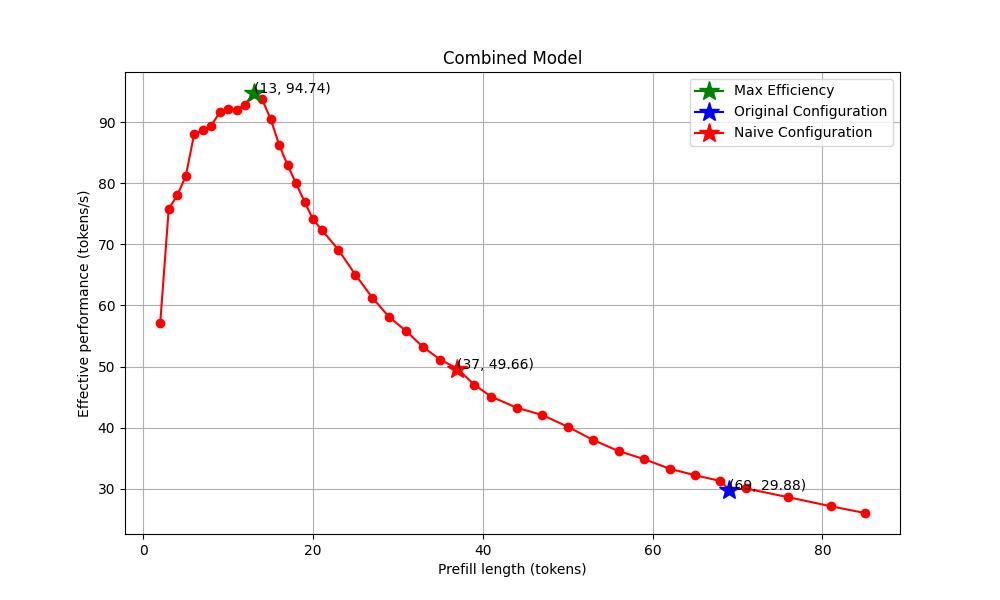 Combined Model
(13, 94.74)
Max Efficiency
Original Configuration
Naive Configuration
90
80
70
60
50
40
30
Effective performance (tokens/s)
(37, 49.66)
(69, 29.88)
0
20
40
60
80
Prefill length (tokens)